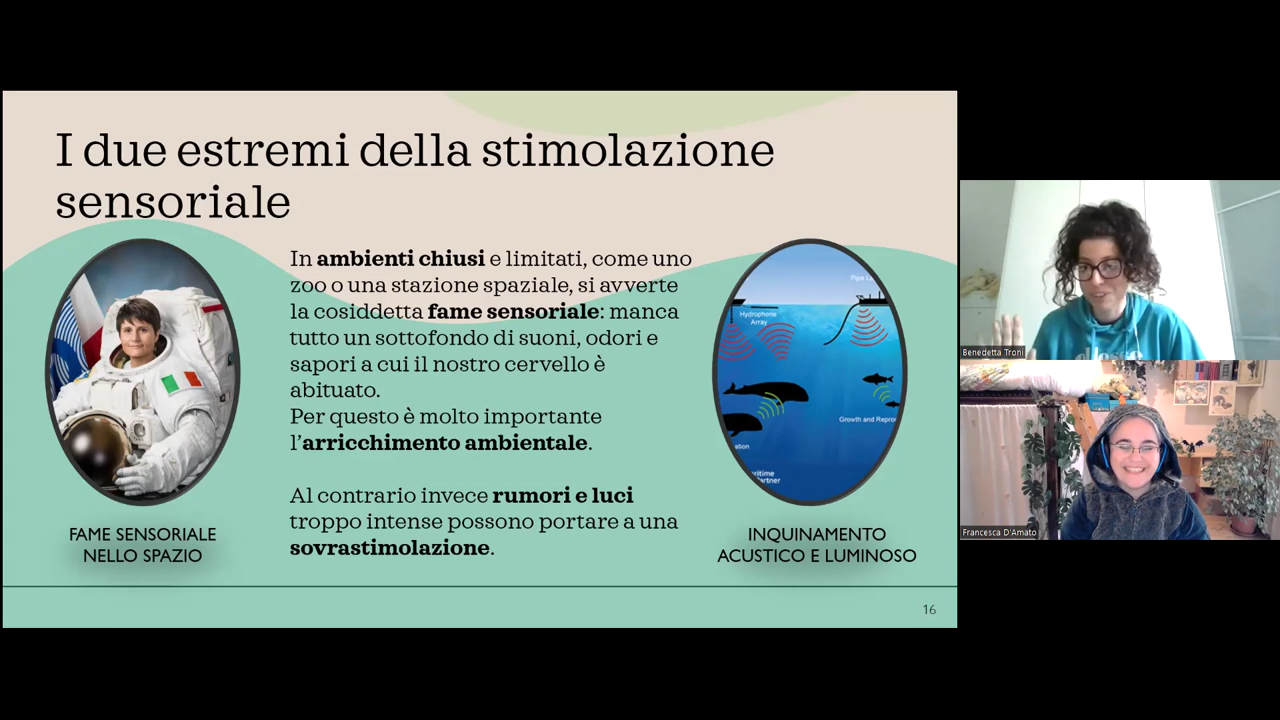 I due estremi della stimolazione
sensoriale
In ambienti chiusi e limitati, come uno
zoo o una stazione spaziale, si avverte
la cosiddetta fame sensoriale: manca
tutto un sottofondo di suoni, odori e
sapori a cui il nostro cervello è
abituato.
Per questo è molto importante
l'arricchimento ambientale.
Al contrario invece rumori e luci
troppo intense possono portare a una
sovrastimolazione.
FAME SENSORIALE
NELLO SPAZIO
Hydrophone
Array
INQUINAMENTO
ACUSTICO E LUMINOSO
16
Benedetta Troni
Francesca D'Amato